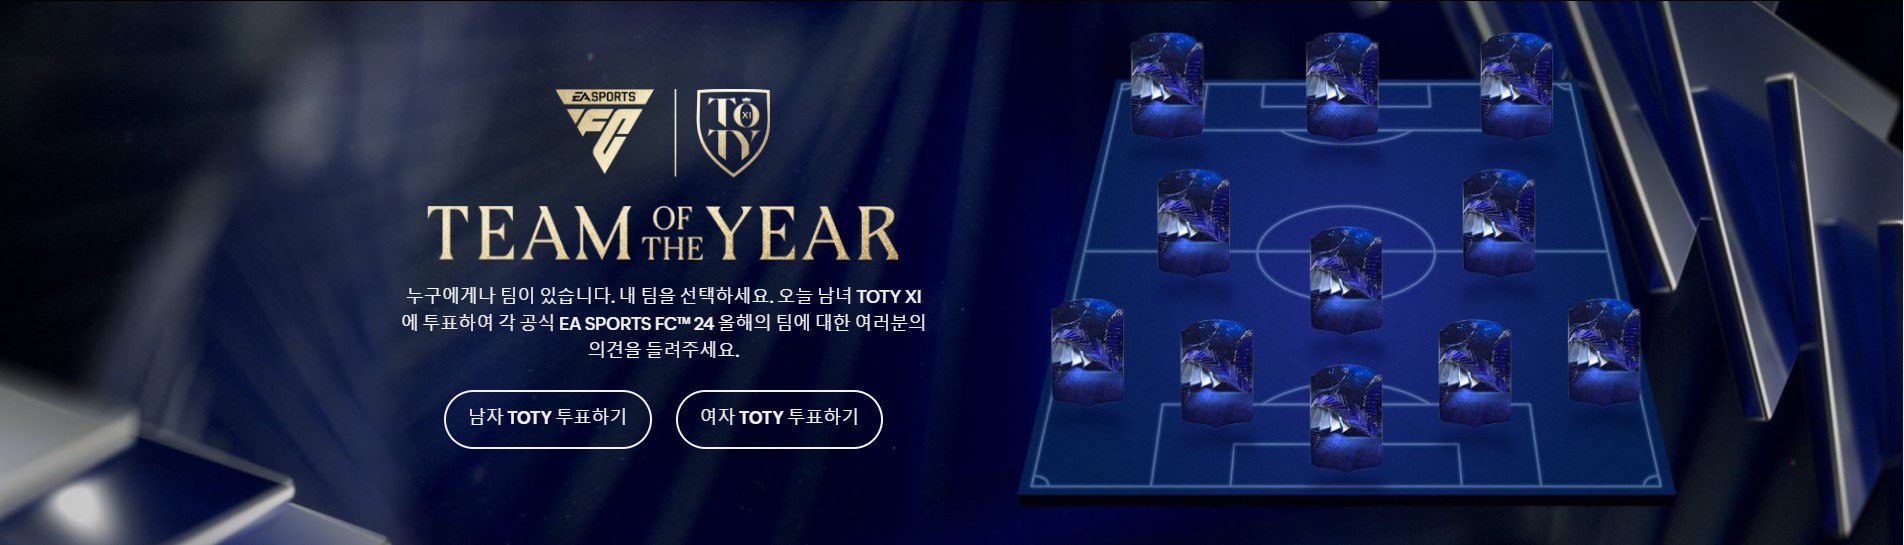 EA SPORTS
FC
TOTY
XI
TEAM OF THE YEAR
누구에게나 팀이 있습니다. 내 팀을 선택하세요. 오늘 남녀 TOTY XI
에 투표하여 각 공식 EA SPORTS FC™ 24 올해의 팀에 대한 여러분의
의견을 들려주세요.
남자 TOTY 투표하기
여자 TOTY 투표하기